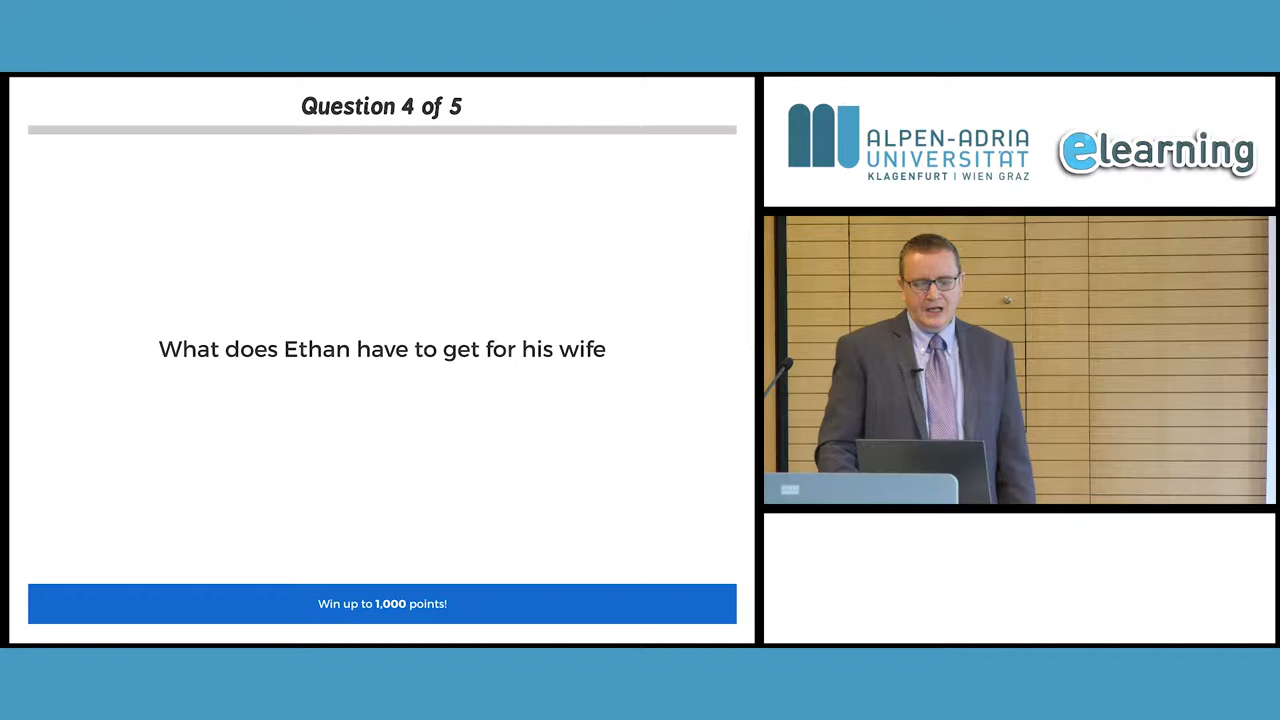 Question 4 of 5
What does Ethan have to get for his wife
Win up to 1,000 points!
ALPEN-ADRIA
UNIVERSITÄT
KLAGENFURT | WIEN GRAZ
elearning